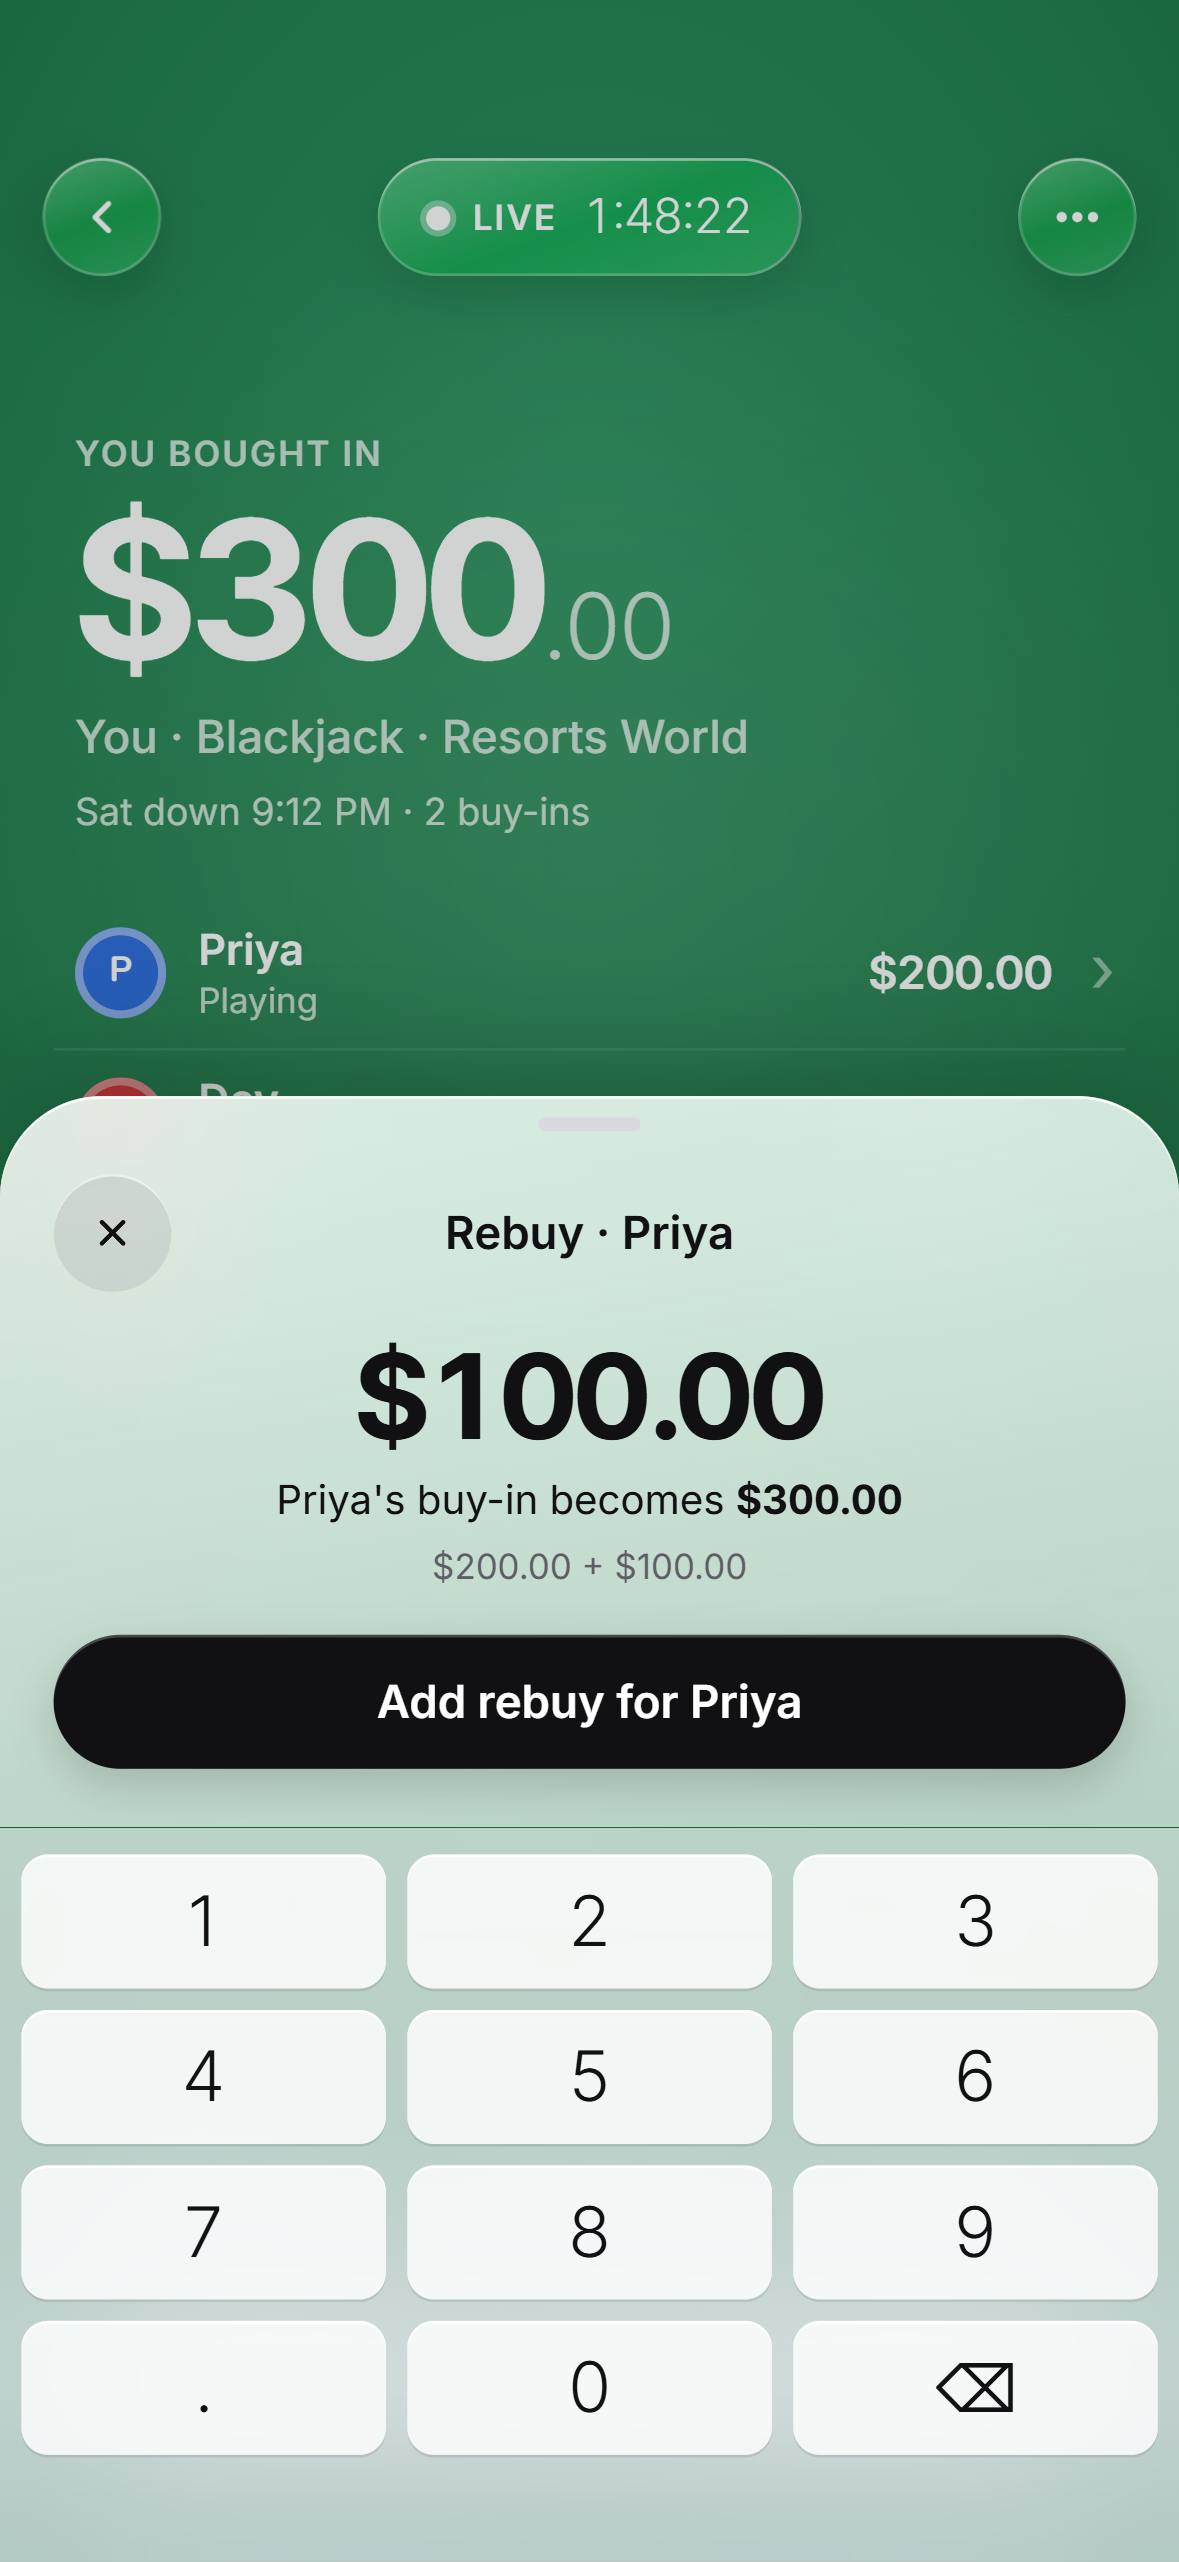 LIVE 1:48:22
YOU BOUGHT IN
$300.00
You · Blackjack · Resorts World
Sat down 9:12 PM · 2 buy-ins
P
Priya
$200.00
Playing
Rebuy · Priya
$100.00
Priya's buy-in becomes $300.00
$200.00 + $100.00
Add rebuy for Priya
1 2 3
4 5 6
7 8 9
. 0